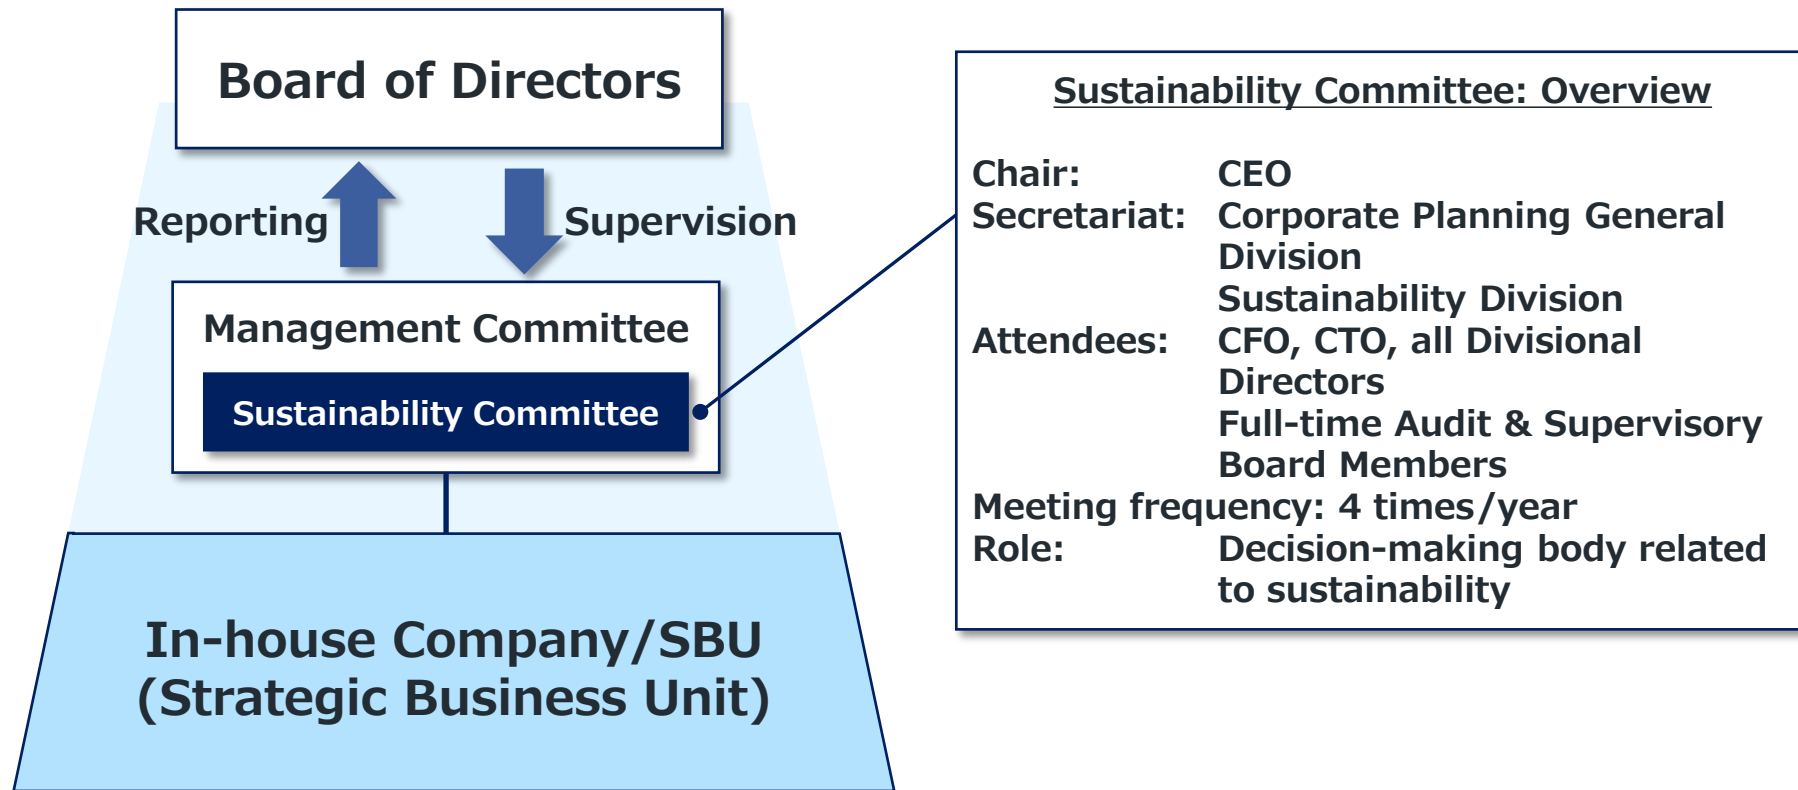 Board of Directors
Reporting
Supervision
Management Committee
Sustainability Committee
In-house Company/SBU
(Strategic Business Unit)
Sustainability Committee: Overview
Chair: CEO
Secretariat: Corporate Planning General
Division
Sustainability Division
Attendees: CFO, CTO, all Divisional
Directors
Full-time Audit & Supervisory
Board Members
Meeting frequency: 4 times/year
Role: Decision-making body related
to sustainability